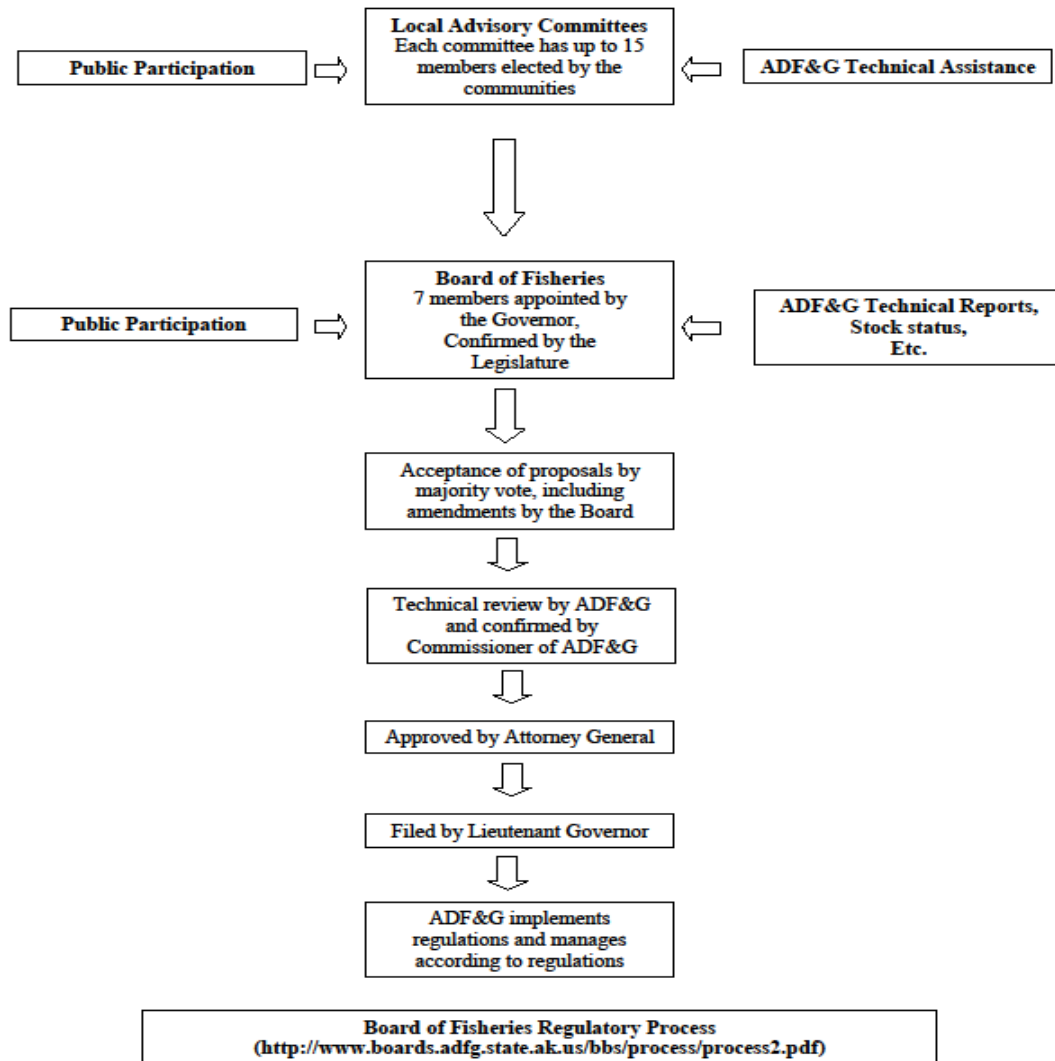 Local Advisory Committees
Each committee has up to 15
members elected by the
communities
Public Participation
ADF&G Technical Assistance
Board of Fisheries
7 members appointed by
the Governor,
Confirmed by the
Legislature
Public Participation
ADF&G Technical Reports,
Stock status,
Etc.
Acceptance of proposals by
majority vote, including
amendments by the Board
Technical review by ADF&G
and confirmed by
Commissioner of ADF&G
Approved by Attorney General
Filed by Lieutenant Governor
ADF&G implements
regulations and manages
according to regulations
Board of Fisheries Regulatory Process
(http://www.boards.adfg.state.ak.us/bbs/process/process2.pdf)